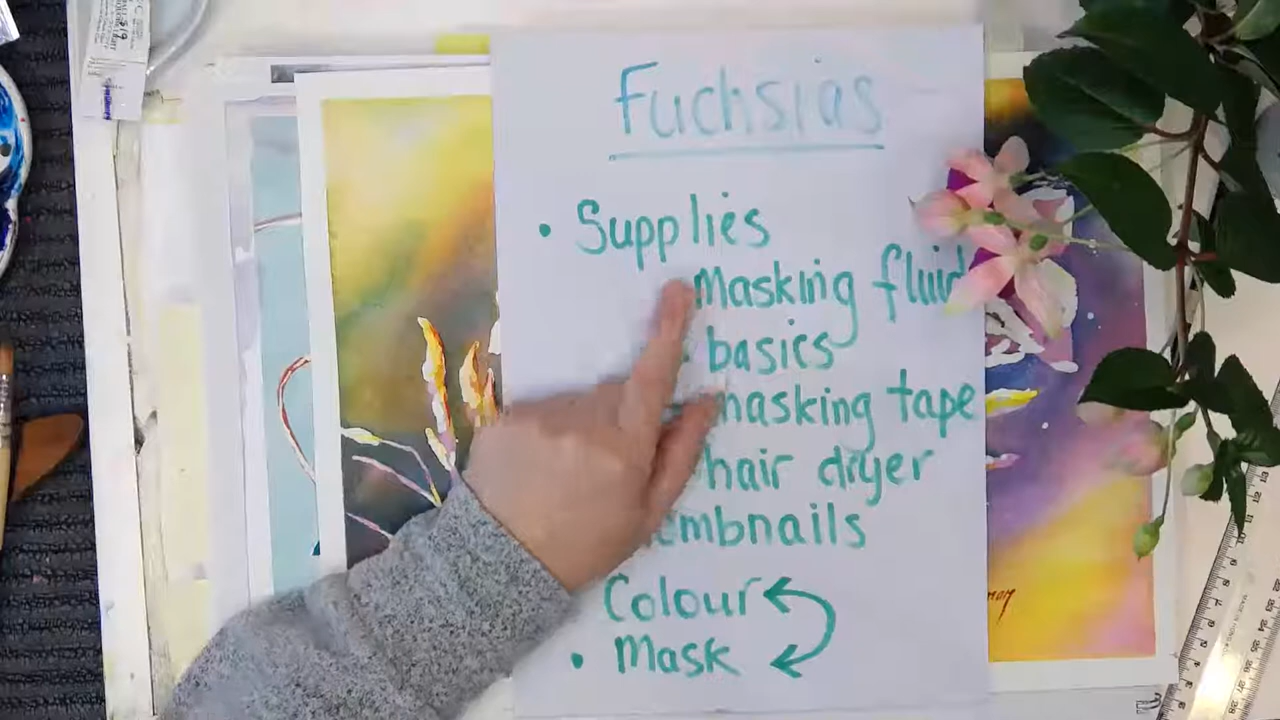 Fuchsias
• Supplies
Masking fluid
• basics
masking tape
hair dryer
Colour
• Mask